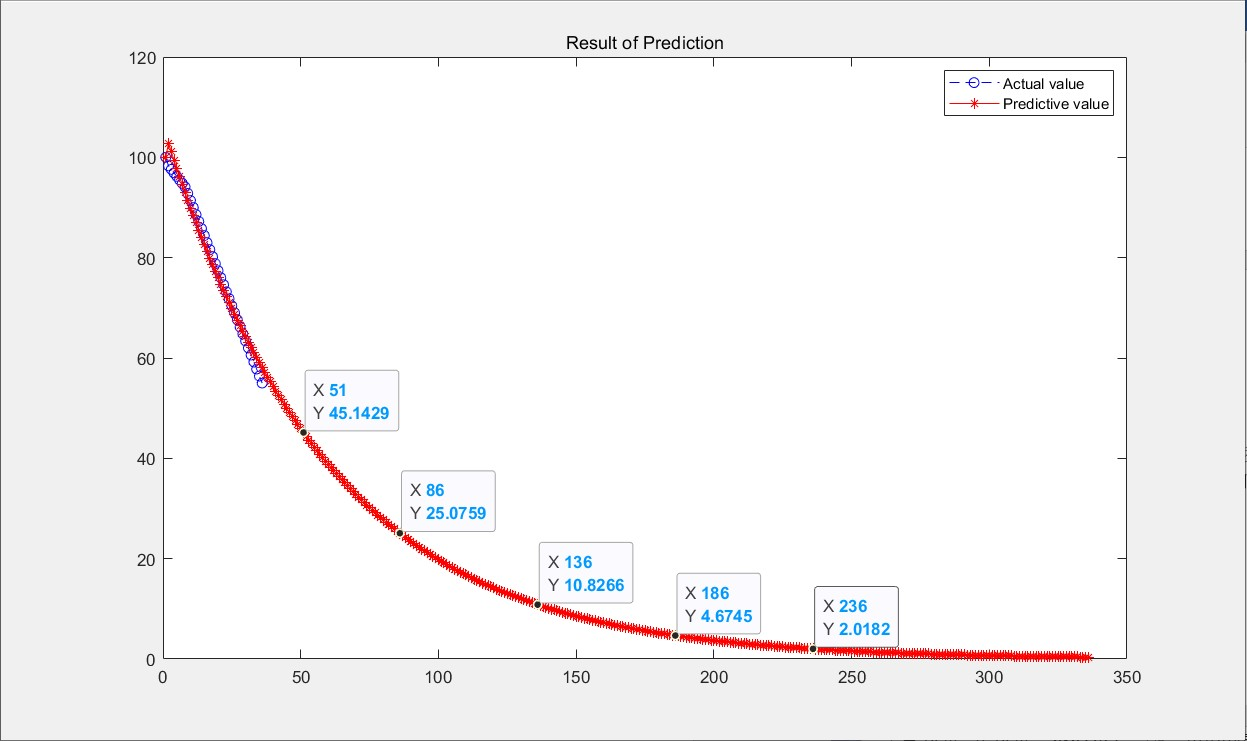 Result of Prediction
120
100
80
60
40
20
0
Actual value
Predictive value
X 51
Y 45.1429
X 86
Y 25.0759
X 136
Y 10.8266
X 186
Y 4.6745
X 236
Y 2.0182
0 50 100 150 200 250 300 350